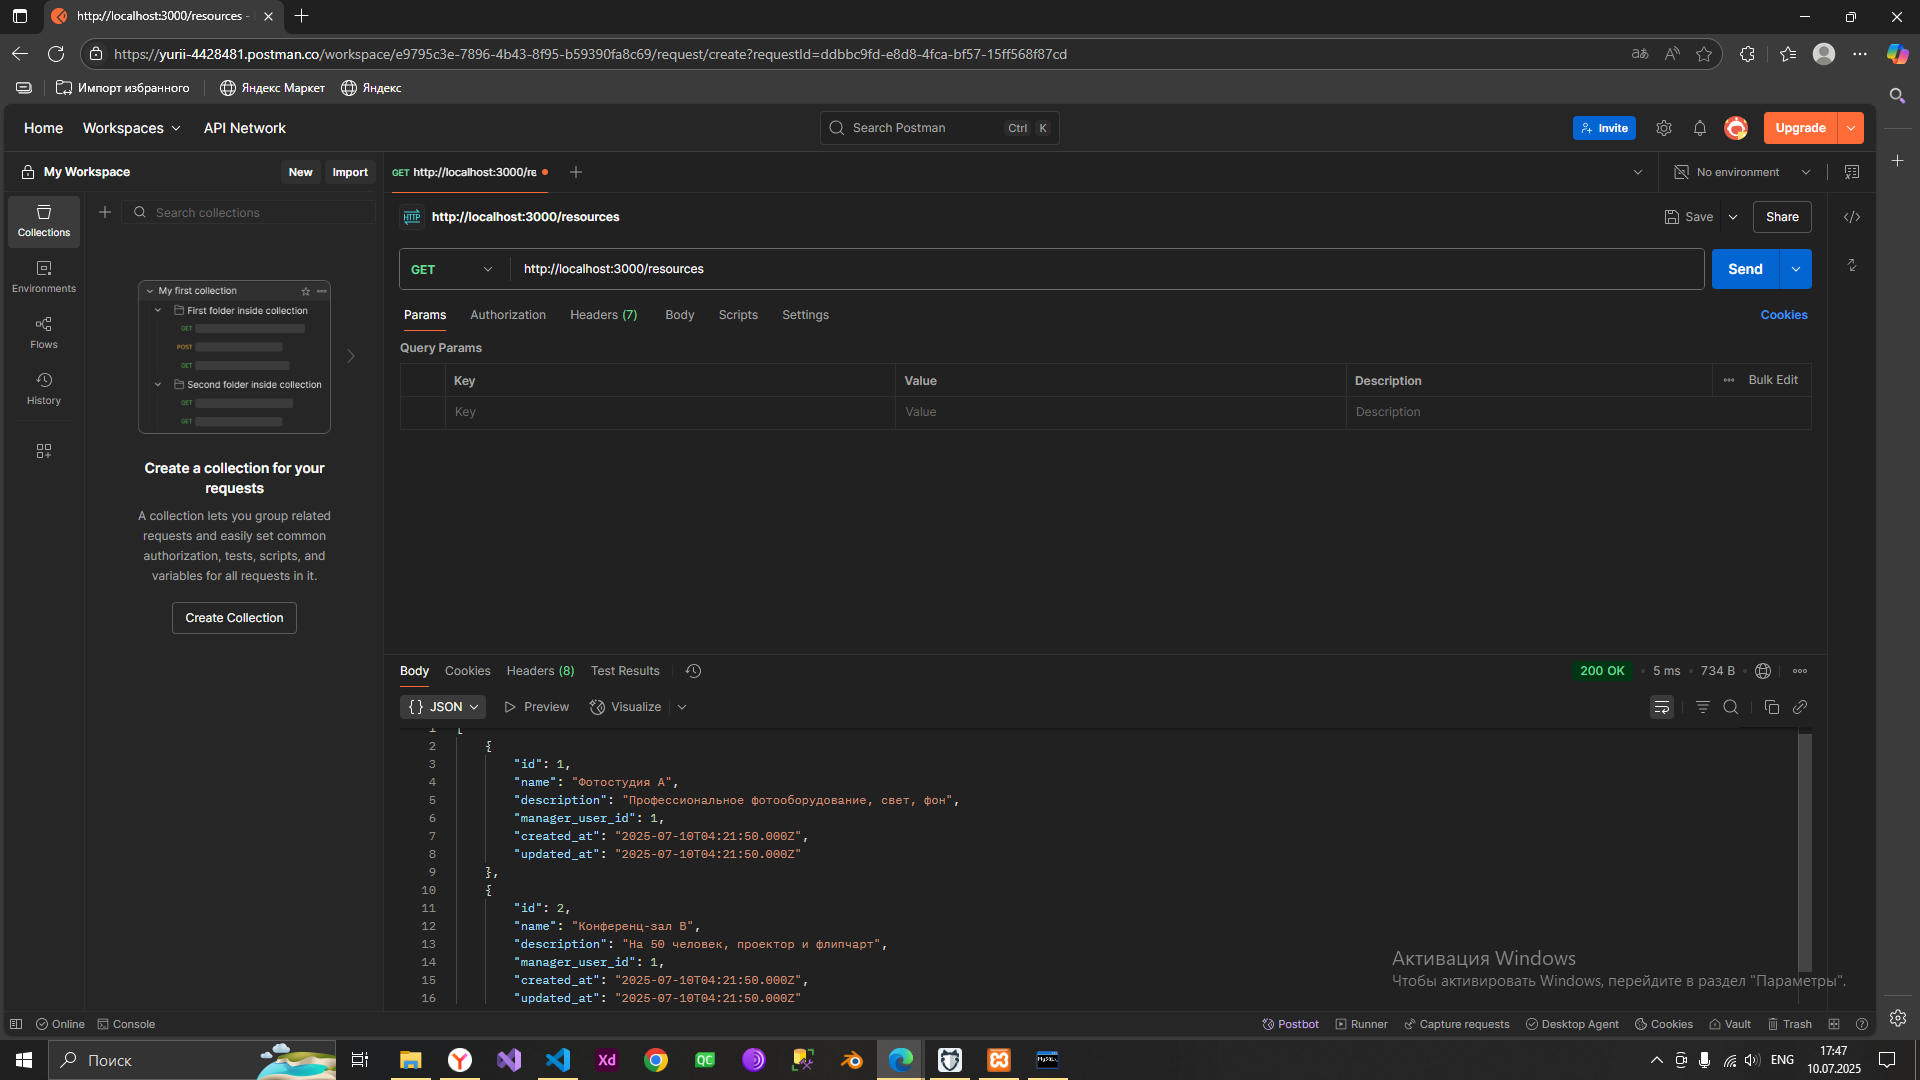 http://localhost:3000/resources -
https://yurii-4428481.postman.co/workspace/e9795c3e-7896-4b43-8f95-b59390fa8c69/request/create?requestId=ddbbc9fd-e8d8-4fca-bf57-15ff568f87cd
Импорт избранного
Яндекс Маркет
Яндекс
Home
Workspaces
API Network
Search Postman
Ctrl
K
Invite
Upgrade
My Workspace
New
Import
GET http://localhost:3000/re
No environment
Collections
Environments
Flows
History
Search collections
My first collection
First folder inside collection
GET
POST
GET
Second folder inside collection
GET
GET
Create a collection for your
requests
A collection lets you group related
requests and easily set common
authorization, tests, scripts, and
variables for all requests in it.
Create Collection
HTTP
http://localhost:3000/resources
Save
Share
GET
http://localhost:3000/resources
Send
Params
Authorization
Headers (7)
Body
Scripts
Settings
Cookies
Query Params
Key
Value
Description
Bulk Edit
Key
Value
Description
Body
Cookies
Headers (8)
Test Results
200 OK
5 ms
734 B
{} JSON
Preview
Visualize
1 [
2 {
3 "id": 1,
4 "name": "Фотостудия A",
5 "description": "Профессиональное фотооборудование, свет, фон",
6 "manager_user_id": 1,
7 "created_at": "2025-07-10T04:21:50.000Z",
8 "updated_at": "2025-07-10T04:21:50.000Z"
9 },
10 {
11 "id": 2,
12 "name": "Конференц-зал B",
13 "description": "На 50 человек, проектор и флипчарт",
14 "manager_user_id": 1,
15 "created_at": "2025-07-10T04:21:50.000Z",
16 "updated_at": "2025-07-10T04:21:50.000Z"
Активация Windows
Чтобы активировать Windows, перейдите в раздел "Параметры".
Online
Console
Postbot
Runner
Capture requests
Desktop Agent
Cookies
Vault
Trash
Поиск
Xd
QC
MySQL
ENG
17:47
10.07.2025